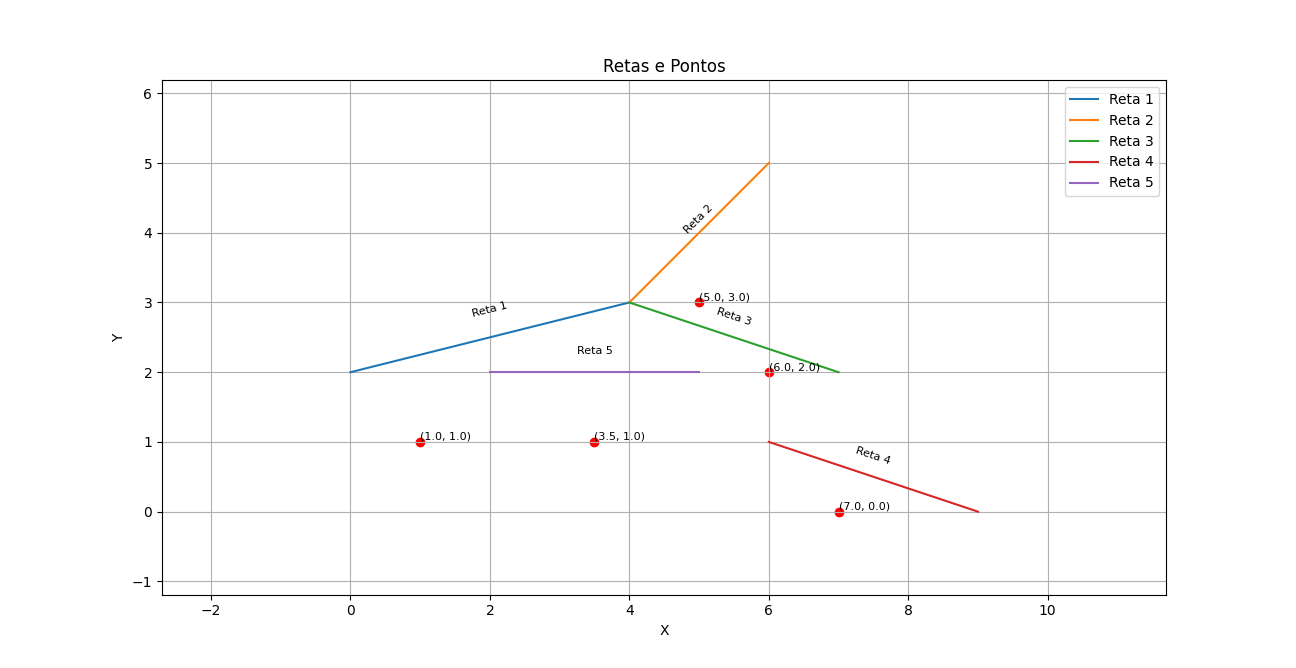 Retas e Pontos
Reta 1
Reta 2
Reta 3
Reta 4
Reta 5
6
5
4
3
2
1
0
−1
Y
Reta 2
(5.0, 3.0)
Reta 1
Reta 3
Reta 5
(6.0, 2.0)
(1.0, 1.0)
(3.5, 1.0)
Reta 4
(7.0, 0.0)
−2 0 2 4 6 8 10
X